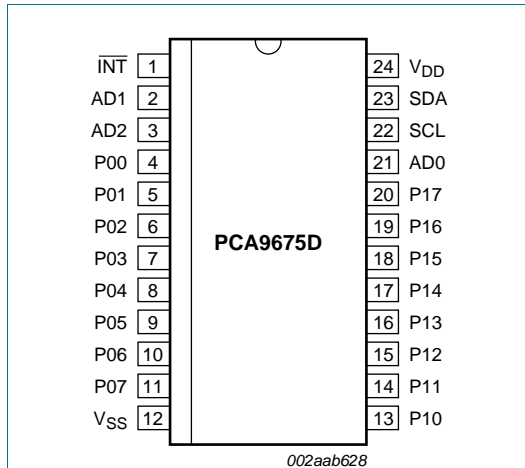 INT 1 24 VDD
AD1 2 23 SDA
AD2 3 22 SCL
P00 4 21 AD0
P01 5 20 P17
P02 6 19 P16
PCA9675D
P03 7 18 P15
P04 8 17 P14
P05 9 16 P13
P06 10 15 P12
P07 11 14 P11
VSS 12 13 P10
002aab628